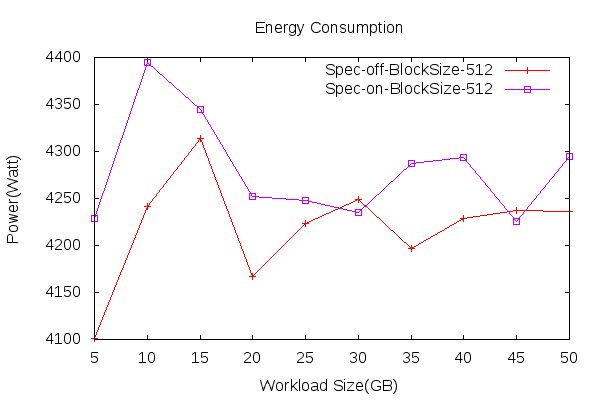 Energy Consumption
4400
4350
4300
4250
4200
4150
4100
Power(Watt)
Spec-off-BlockSize-512
Spec-on-BlockSize-512
5 10 15 20 25 30 35 40 45 50
Workload Size(GB)